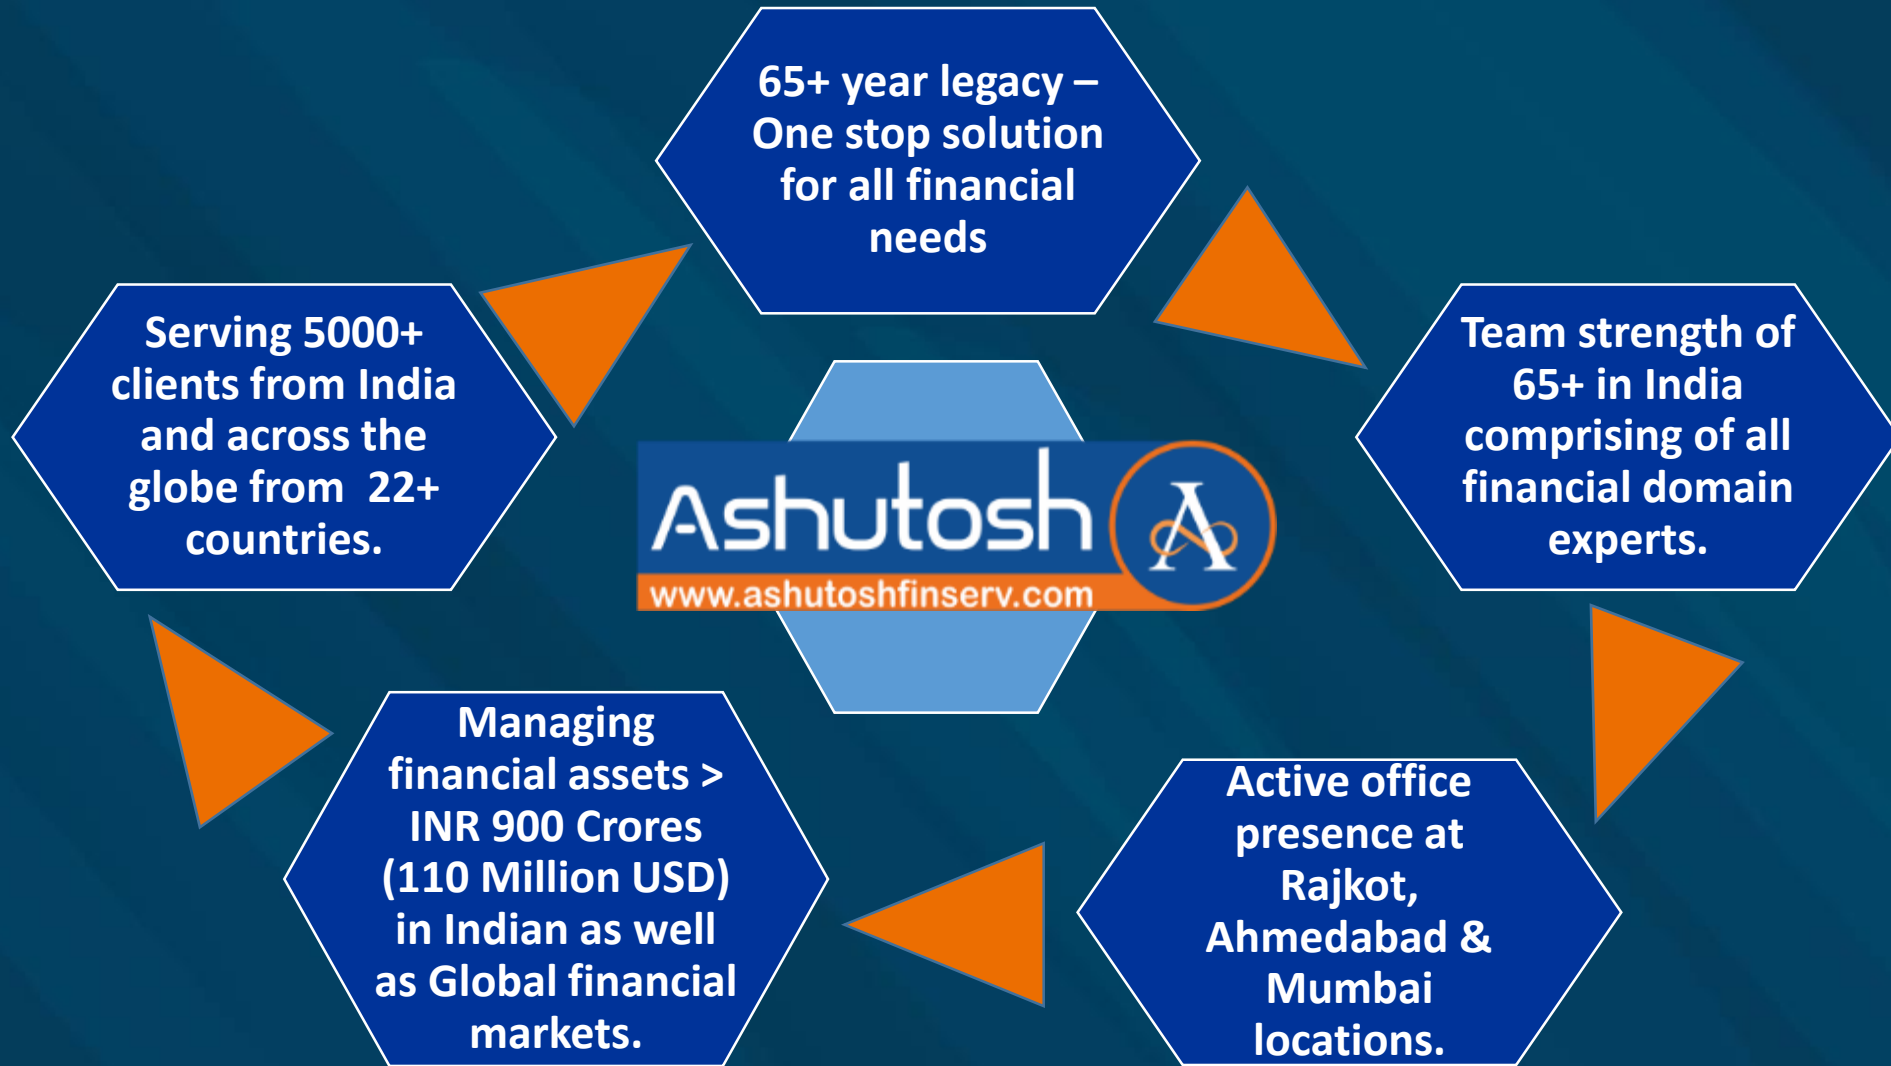 65+ year legacy –
One stop solution
for all financial
needs
Team strength of
65+ in India
comprising of all
financial domain
experts.
Active office
presence at
Rajkot,
Ahmedabad &
Mumbai
locations.
Managing
financial assets >
INR 900 Crores
(110 Million USD)
in Indian as well
as Global financial
markets.
Serving 5000+
clients from India
and across the
globe from  22+
countries.
Ashutosh
www.ashutoshfinserv.com